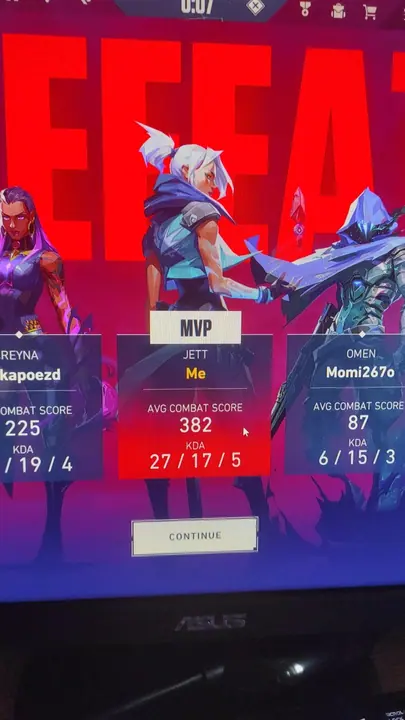 0:07
DEFEAT
REYNA
kapoezd
COMBAT SCORE
225
/ 19 / 4
KDA
MVP
JETT
Me
AVG COMBAT SCORE
382
KDA
27 / 17 / 5
OMEN
Momi267o
AVG COMBAT SCORE
87
KDA
6 / 15 / 3
CONTINUE
ASUS